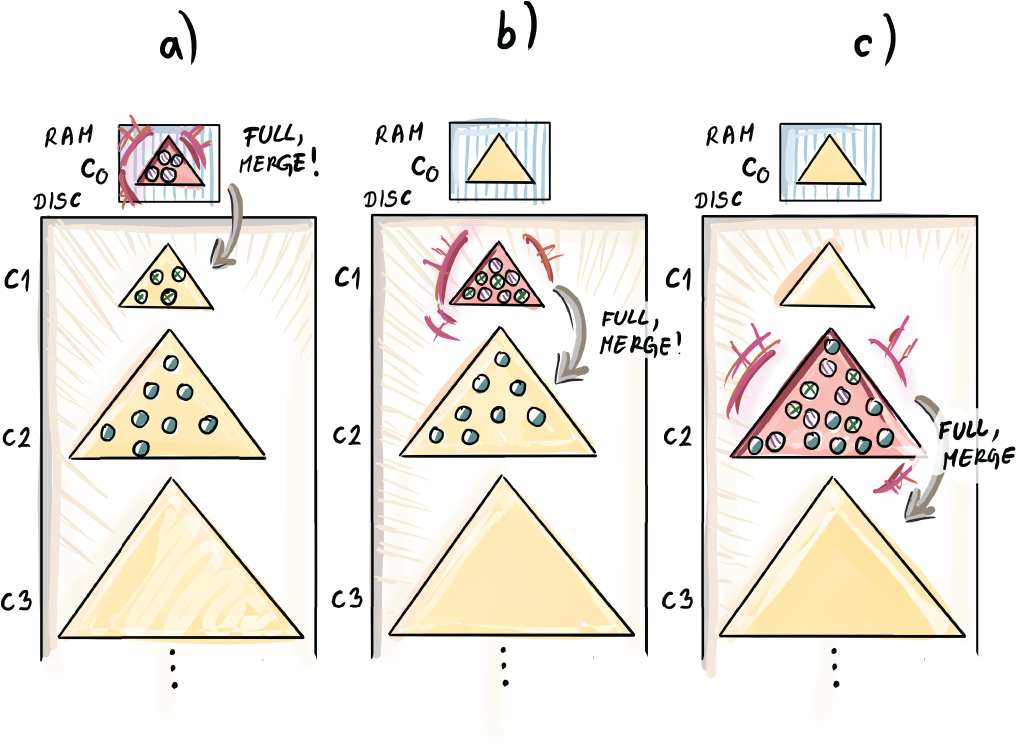 a)
RAM
C0
DISC
FULL,
MERGE!
C1
C2
C3
b)
RAM
C0
DISC
FULL,
MERGE!
C1
C2
C3
c)
RAM
C0
DISC
C1
FULL,
MERGE
C2
C3